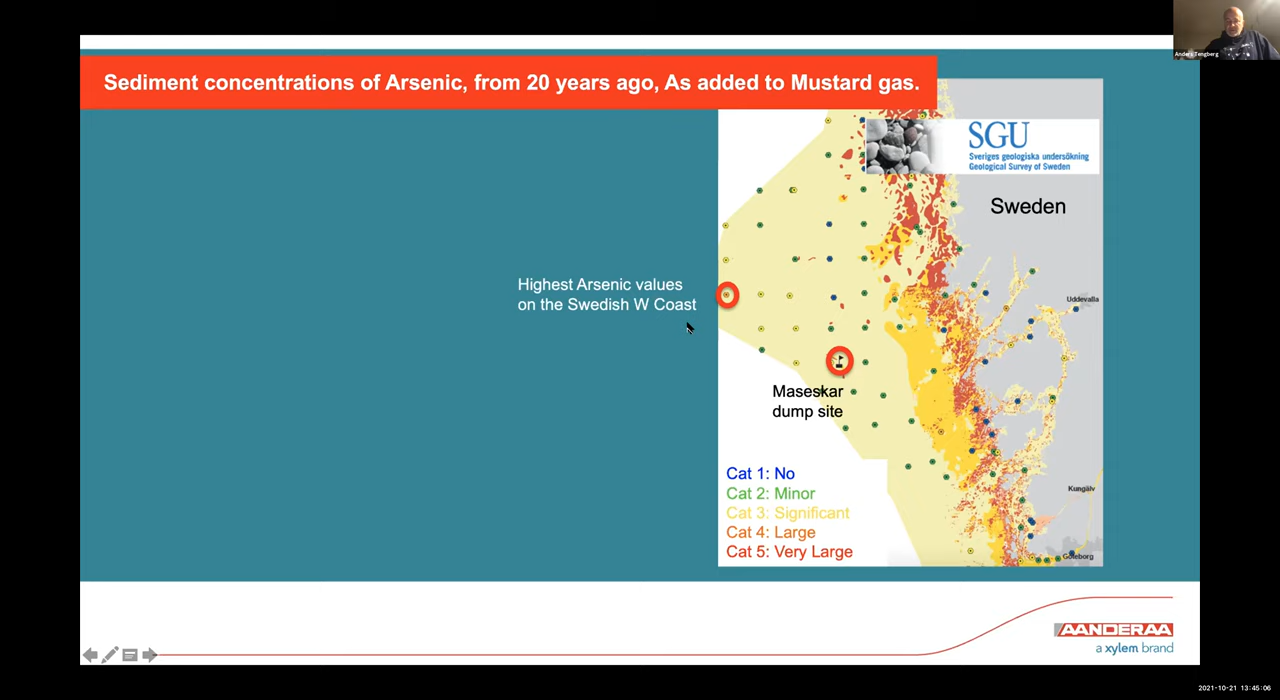 Anders Tengberg
Sediment concentrations of Arsenic, from 20 years ago, As added to Mustard gas.
SGU
Sveriges geologiska undersökning
Geological Survey of Sweden
Sweden
Highest Arsenic values
on the Swedish W Coast
Uddevalla
Maseskar
dump site
Cat 1: No
Cat 2: Minor
Cat 3: Significant
Cat 4: Large
Cat 5: Very Large
Kungälv
Göteborg
AANDERAA
a xylem brand
2021-10-21 13:45:06